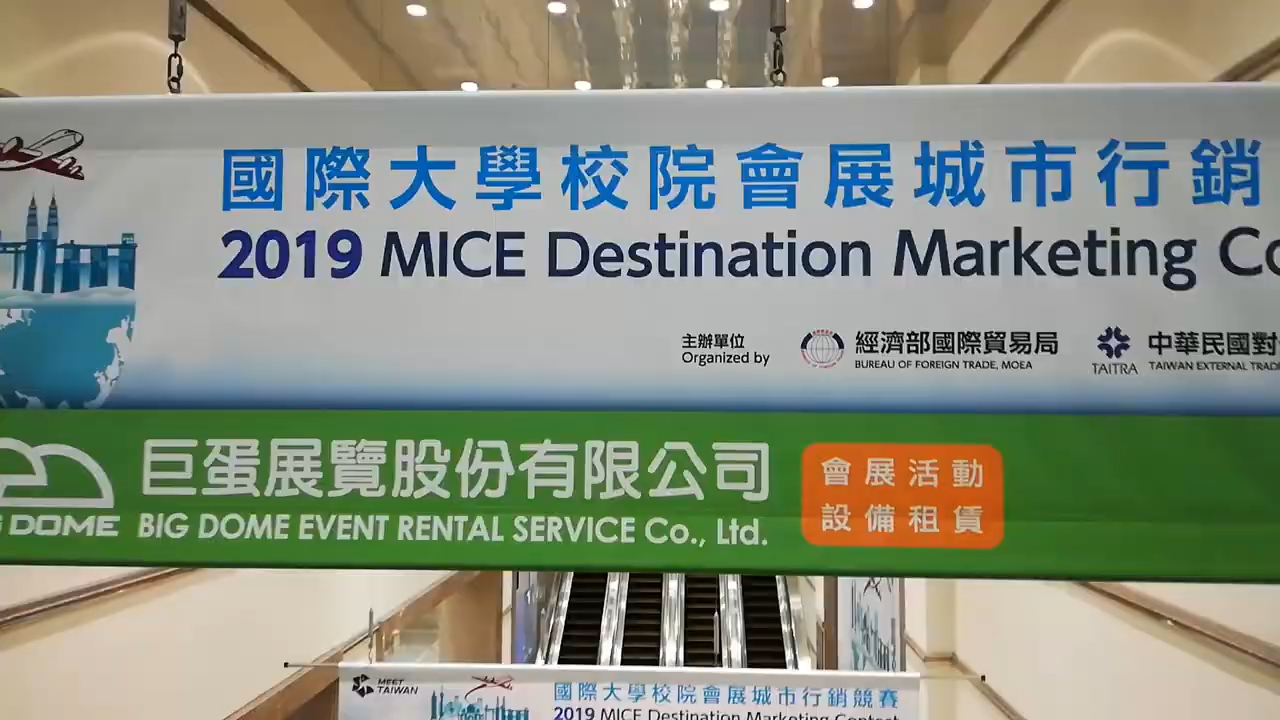 國際大學校院會展城市行銷
2019 MICE Destination Marketing Co
主辦單位
Organized by
經濟部國際貿易局
BUREAU OF FOREIGN TRADE, MOEA
TAITRA
中華民國對
TAIWAN EXTERNAL TRAD
巨蛋展覽股份有限公司
BIG DOME EVENT RENTAL SERVICE Co., Ltd.
G DOME
會展活動
設備租賃
MEET
TAIWAN
國際大學校院會展城市行銷競賽
2019 MICE Destination Marketing Contest